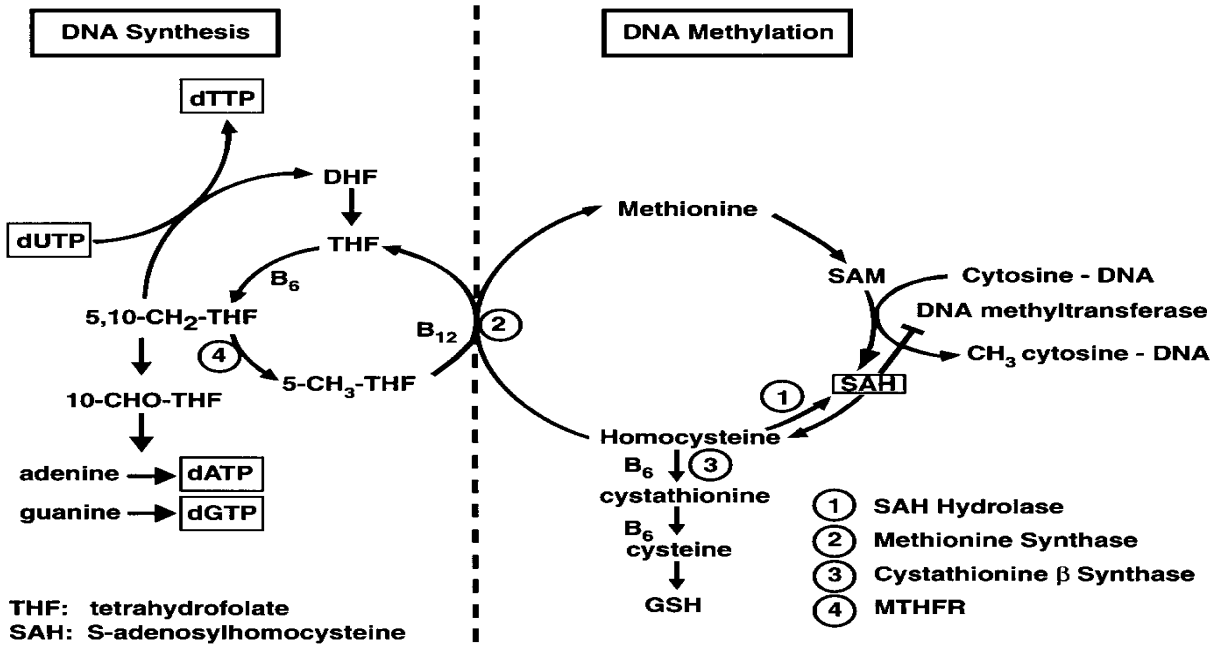 DNA Synthesis
DNA Methylation
dTTP
DHF
dUTP
THF
B6
5,10-CH2-THF
4
5-CH3-THF
B12
2
10-CHO-THF
adenine
dATP
guanine
dGTP
Methionine
SAM
Cytosine - DNA
DNA methyltransferase
CH3 cytosine - DNA
SAH
1
Homocysteine
B6
3
cystathionine
B6
cysteine
GSH
1 SAH Hydrolase
2 Methionine Synthase
3 Cystathionine β Synthase
4 MTHFR
THF: tetrahydrofolate
SAH: S-adenosylhomocysteine